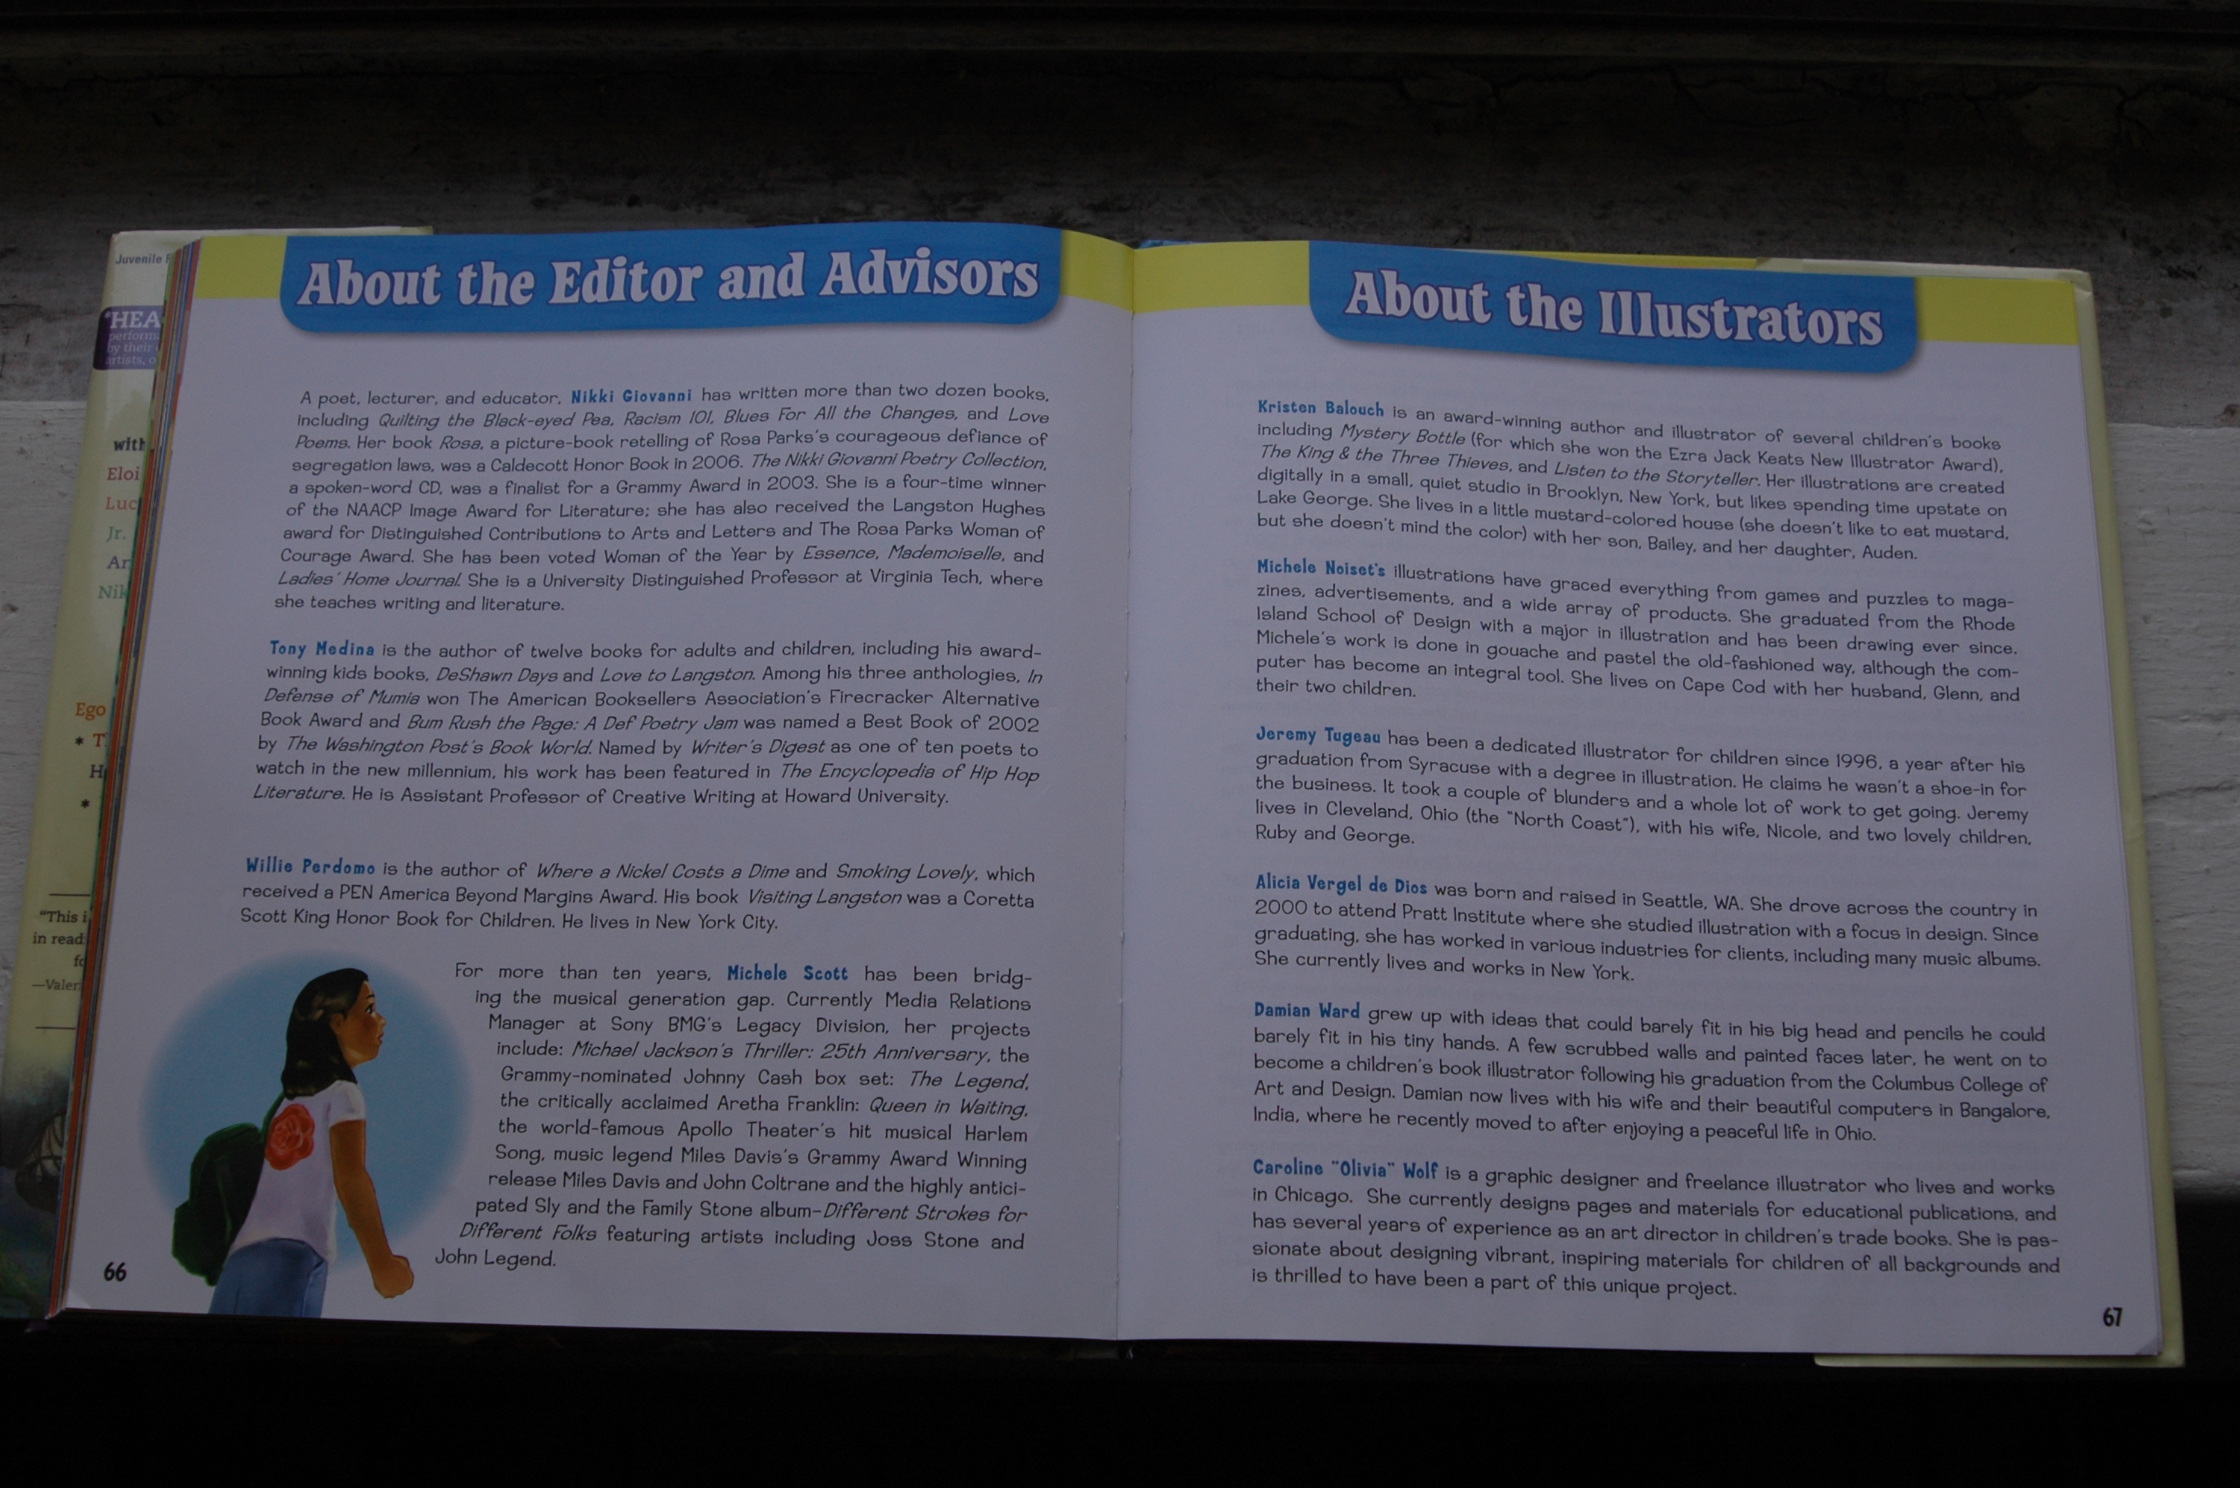 Juvenile F
"HEA
perform
by their
artists, o
with
Eloi
Luc
Jr.
Ar
Nik
Ego
* T
H
*
"This i
in read
fo
—Valer
About the Editor and Advisors
A poet, lecturer, and educator, Nikki Giovanni has written more than two dozen books,
including Quilting the Black-eyed Pea, Racism 101, Blues For All the Changes, and Love
Poems. Her book Rosa, a picture-book retelling of Rosa Parks's courageous defiance of
segregation laws, was a Caldecott Honor Book in 2006. The Nikki Giovanni Poetry Collection,
a spoken-word CD, was a finalist for a Grammy Award in 2003. She is a four-time winner
of the NAACP Image Award for Literature; she has also received the Langston Hughes
award for Distinguished Contributions to Arts and Letters and The Rosa Parks Woman of
Courage Award. She has been voted Woman of the Year by Essence, Mademoiselle, and
Ladies' Home Journal. She is a University Distinguished Professor at Virginia Tech, where
she teaches writing and literature.
Tony Medina is the author of twelve books for adults and children, including his award-
winning kids books, DeShawn Days and Love to Langston. Among his three anthologies, In
Defense of Mumia won The American Booksellers Association's Firecracker Alternative
Book Award and Bum Rush the Page: A Def Poetry Jam was named a Best Book of 2002
by The Washington Post's Book World. Named by Writer's Digest as one of ten poets to
watch in the new millennium, his work has been featured in The Encyclopedia of Hip Hop
Literature. He is Assistant Professor of Creative Writing at Howard University.
Willie Perdomo is the author of Where a Nickel Costs a Dime and Smoking Lovely, which
received a PEN America Beyond Margins Award. His book Visiting Langston was a Coretta
Scott King Honor Book for Children. He lives in New York City.
For more than ten years, Michele Scott has been bridg-
ing the musical generation gap. Currently Media Relations
Manager at Sony BMG's Legacy Division, her projects
include: Michael Jackson's Thriller: 25th Anniversary, the
Grammy-nominated Johnny Cash box set: The Legend,
the critically acclaimed Aretha Franklin: Queen in Waiting,
the world-famous Apollo Theater's hit musical Harlem
Song, music legend Miles Davis's Grammy Award Winning
release Miles Davis and John Coltrane and the highly antici-
pated Sly and the Family Stone album-Different Strokes for
Different Folks featuring artists including Joss Stone and
John Legend.
66
About the Illustrators
Kristen Balouch is an award-winning author and illustrator of several children's books
including Mystery Bottle (for which she won the Ezra Jack Keats New Illustrator Award),
The King & the Three Thieves, and Listen to the Storyteller. Her illustrations are created
digitally in a small, quiet studio in Brooklyn, New York, but likes spending time upstate on
Lake George. She lives in a little mustard-colored house (she doesn't like to eat mustard,
but she doesn't mind the color) with her son, Bailey, and her daughter, Auden.
Michele Noiset's illustrations have graced everything from games and puzzles to maga-
zines, advertisements, and a wide array of products. She graduated from the Rhode
Island School of Design with a major in illustration and has been drawing ever since.
Michele's work is done in gouache and pastel the old-fashioned way, although the com-
puter has become an integral tool. She lives on Cape Cod with her husband, Glenn, and
their two children.
Jeremy Tugeau has been a dedicated illustrator for children since 1996, a year after his
graduation from Syracuse with a degree in illustration. He claims he wasn't a shoe-in for
the business. It took a couple of blunders and a whole lot of work to get going. Jeremy
lives in Cleveland, Ohio (the "North Coast"), with his wife, Nicole, and two lovely children,
Ruby and George.
Alicia Vergel de Dios was born and raised in Seattle, WA. She drove across the country in
2000 to attend Pratt Institute where she studied illustration with a focus in design. Since
graduating, she has worked in various industries for clients, including many music albums.
She currently lives and works in New York.
Damian Ward grew up with ideas that could barely fit in his big head and pencils he could
barely fit in his tiny hands. A few scrubbed walls and painted faces later, he went on to
become a children's book illustrator following his graduation from the Columbus College of
Art and Design. Damian now lives with his wife and their beautiful computers in Bangalore,
India, where he recently moved to after enjoying a peaceful life in Ohio.
Caroline "Olivia" Wolf is a graphic designer and freelance illustrator who lives and works
in Chicago. She currently designs pages and materials for educational publications, and
has several years of experience as an art director in children's trade books. She is pas-
sionate about designing vibrant, inspiring materials for children of all backgrounds and
is thrilled to have been a part of this unique project.
67